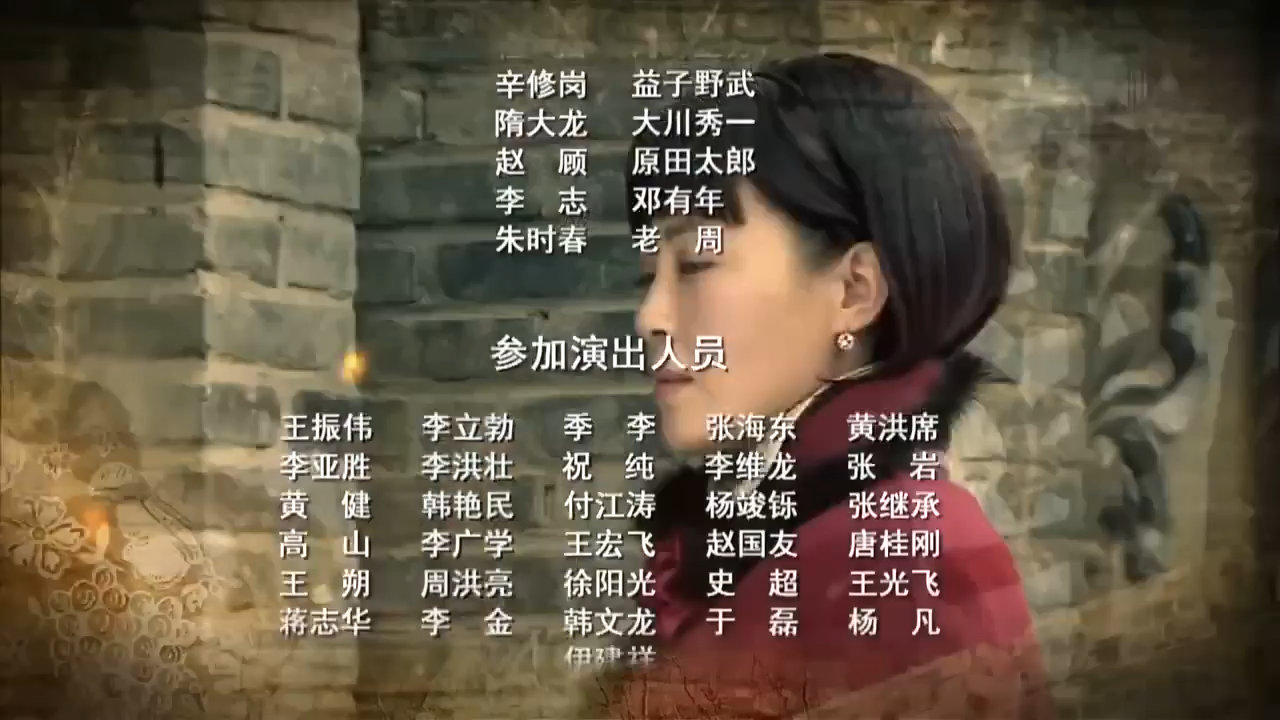 辛修岗 益子野武
隋大龙 大川秀一
赵 顾 原田太郎
李 志 邓有年
朱时春 老 周
参加演出人员
王振伟 李立勃 季 李 张海东 黄洪席
李亚胜 李洪壮 祝 纯 李维龙 张 岩
黄 健 韩艳民 付江涛 杨竣铄 张继承
高 山 李广学 王宏飞 赵国友 唐桂刚
王 朔 周洪亮 徐阳光 史 超 王光飞
蒋志华 李 金 韩文龙 于 磊 杨 凡
伊建祥